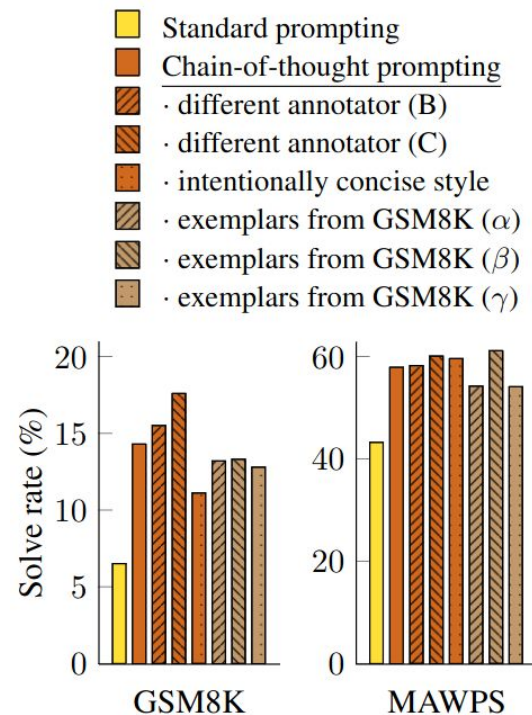 Standard prompting
Chain-of-thought prompting
· different annotator (B)
· different annotator (C)
· intentionally concise style
· exemplars from GSM8K (α)
· exemplars from GSM8K (β)
· exemplars from GSM8K (γ)
Solve rate (%)
20
15
10
5
0
GSM8K
60
40
20
0
MAWPS